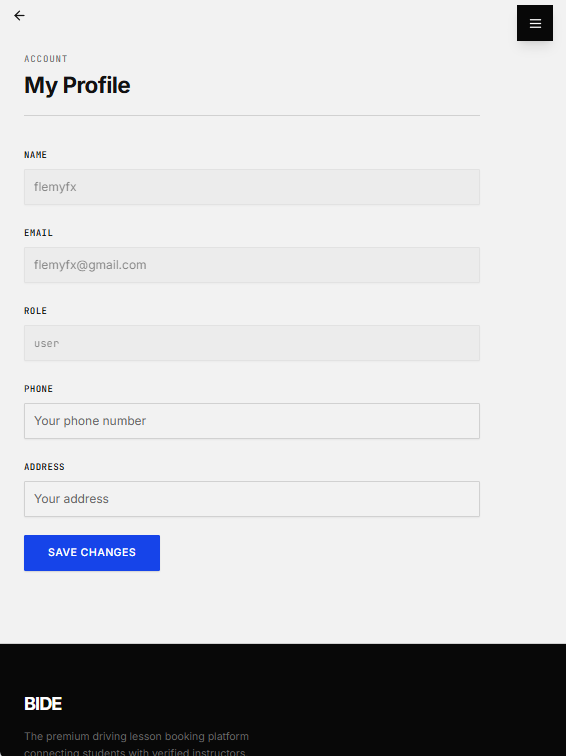 ACCOUNT
My Profile
NAME
flemyfx
EMAIL
flemyfx@gmail.com
ROLE
user
PHONE
Your phone number
ADDRESS
Your address
SAVE CHANGES
BIDE
The premium driving lesson booking platform
connecting students with verified instructors.